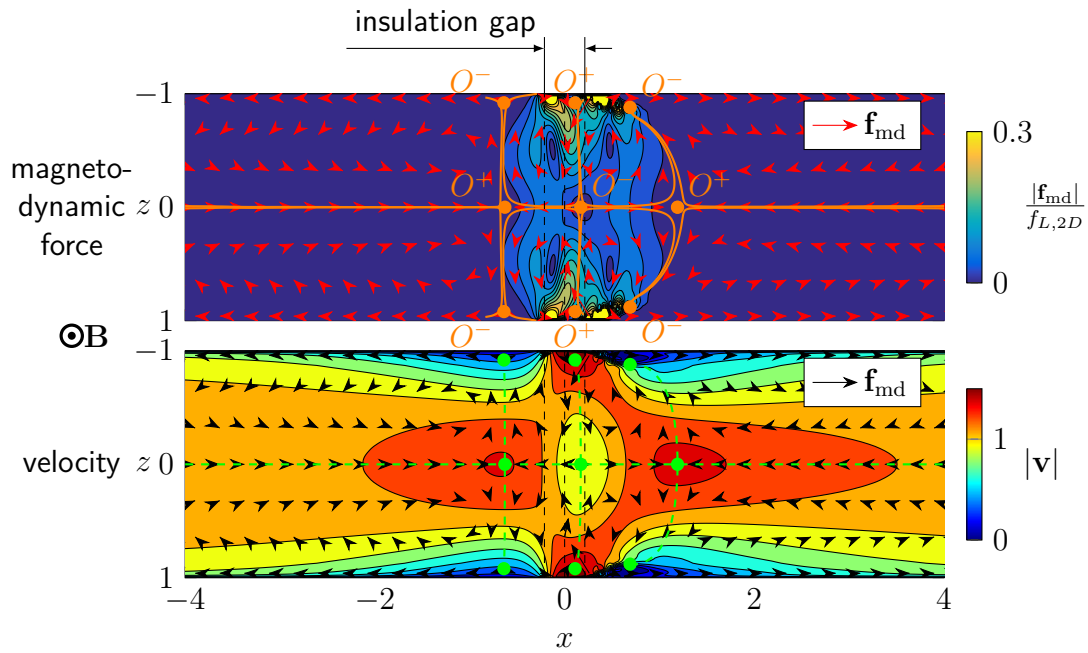 insulation gap
O⁻ O⁺ O⁻
−1
f_md
0.3
magneto-
dynamic
force
z 0
O⁺ O⁻ O⁺
|f_md|
f_{L,2D}
0
1
O⁻ O⁺ O⁻
⊙B
−1
f_md
velocity
z 0
1
|v|
0
1
−4 −2 0 2 4
x